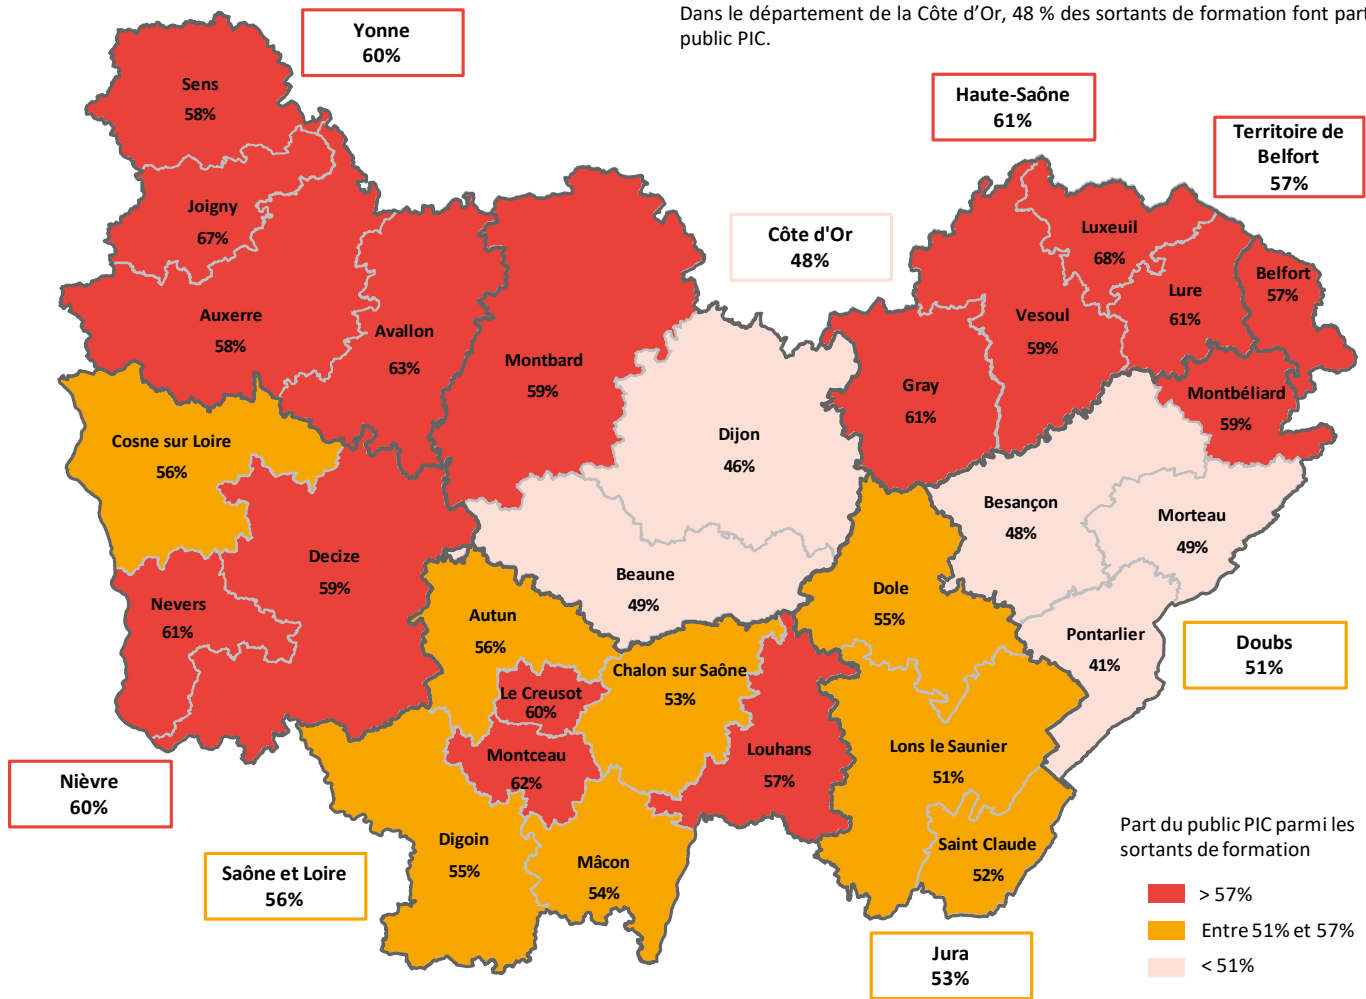 Dans le département de la Côte d'Or, 48 % des sortants de formation font
public PIC.
Yonne
60%
Sens
58%
Haute-Saône
61%
Territoire de
Belfort
57%
Joigny
67%
Côte d'Or
48%
Luxeuil
68%
Belfort
57%
Lure
61%
Auxerre
58%
Avallon
63%
Vesoul
59%
Montbard
59%
Gray
61%
Montbéliard
59%
Cosne sur Loire
56%
Dijon
46%
Besançon
48%
Morteau
49%
Decize
59%
Beaune
49%
Dole
55%
Nevers
61%
Autun
56%
Pontarlier
41%
Doubs
51%
Chalon sur Saône
53%
Le Creusot
60%
Montceau
62%
Louhans
57%
Lons le Saunier
51%
Nièvre
60%
Digoin
55%
Mâcon
54%
Saint Claude
52%
Saône et Loire
56%
Jura
53%
Part du public PIC parmi les
sortants de formation
> 57%
Entre 51% et 57%
< 51%